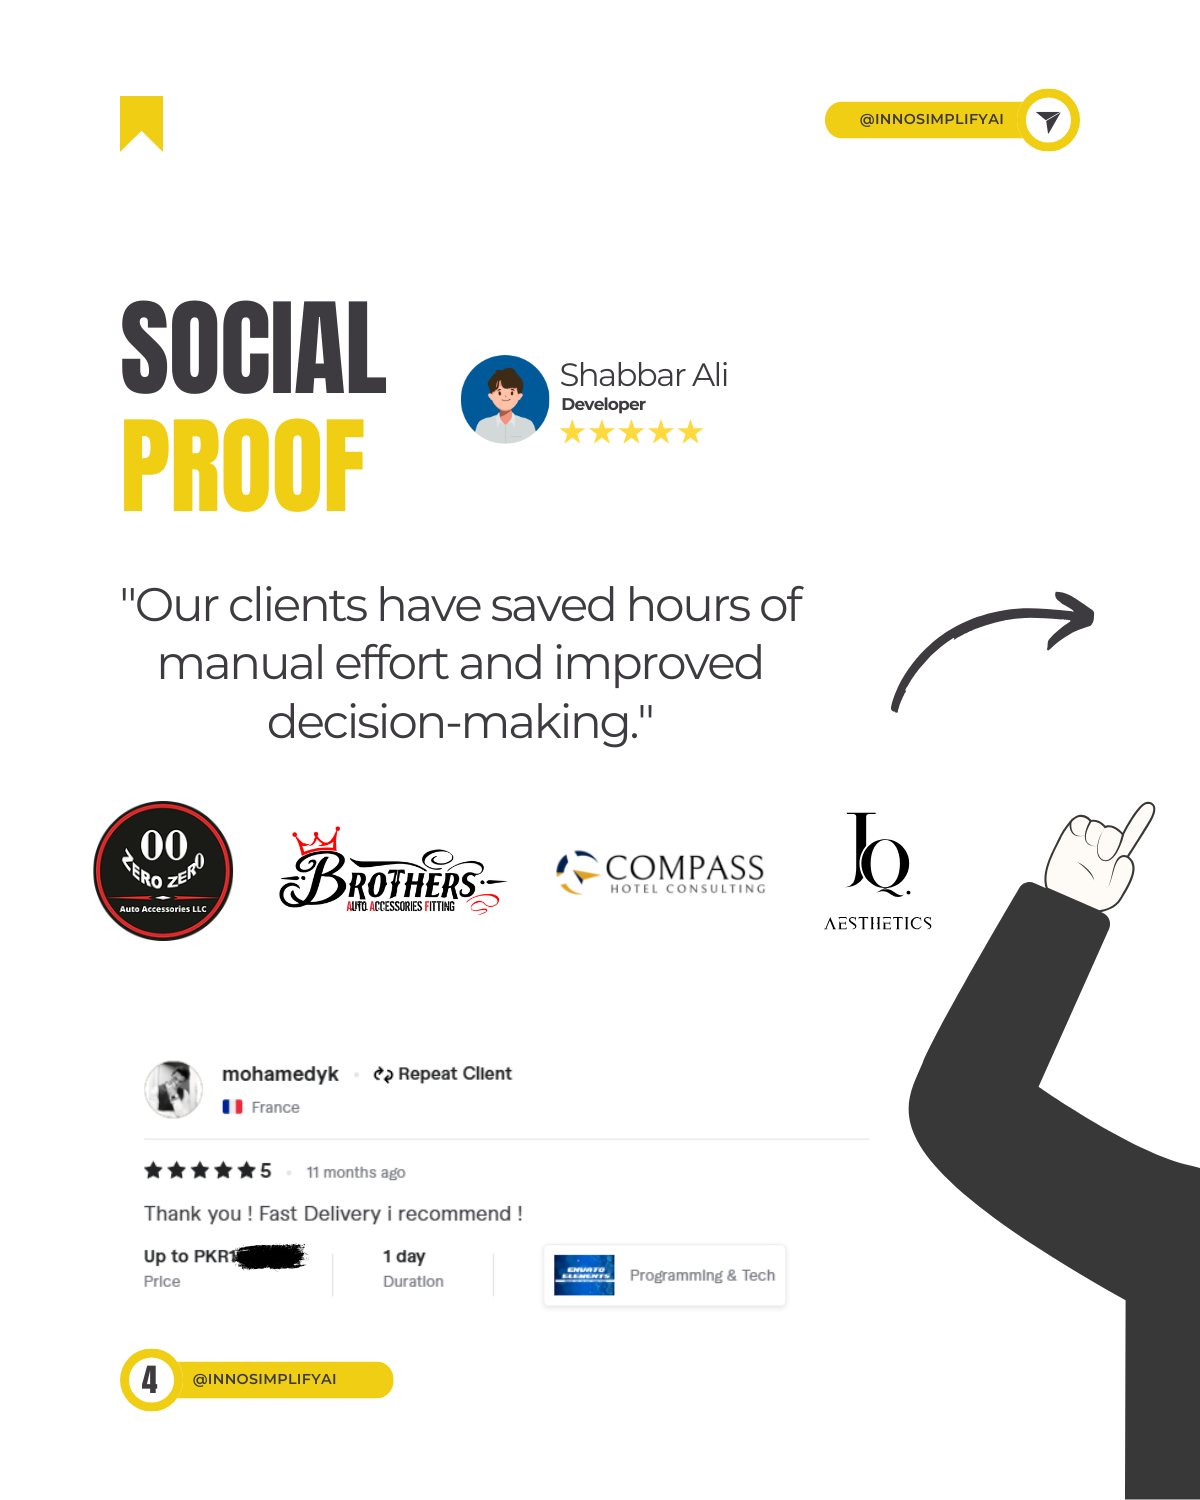 @INNOSIMPLIFYAI
SOCIAL
PROOF
Shabbar Ali
Developer
"Our clients have saved hours of
manual effort and improved
decision-making."
00
ZERO ZERO
Auto Accessories LLC
BROTHERS
AUTO ACCESSORIES FITTING
COMPASS
HOTEL CONSULTING
JQ.
AESTHETICS
mohamedyk • Repeat Client
France
5 • 11 months ago
Thank you ! Fast Delivery i recommend !
Up to PKR1
Price
1 day
Duration
ENVATO
ELEMENTS
Programming & Tech
4
@INNOSIMPLIFYAI